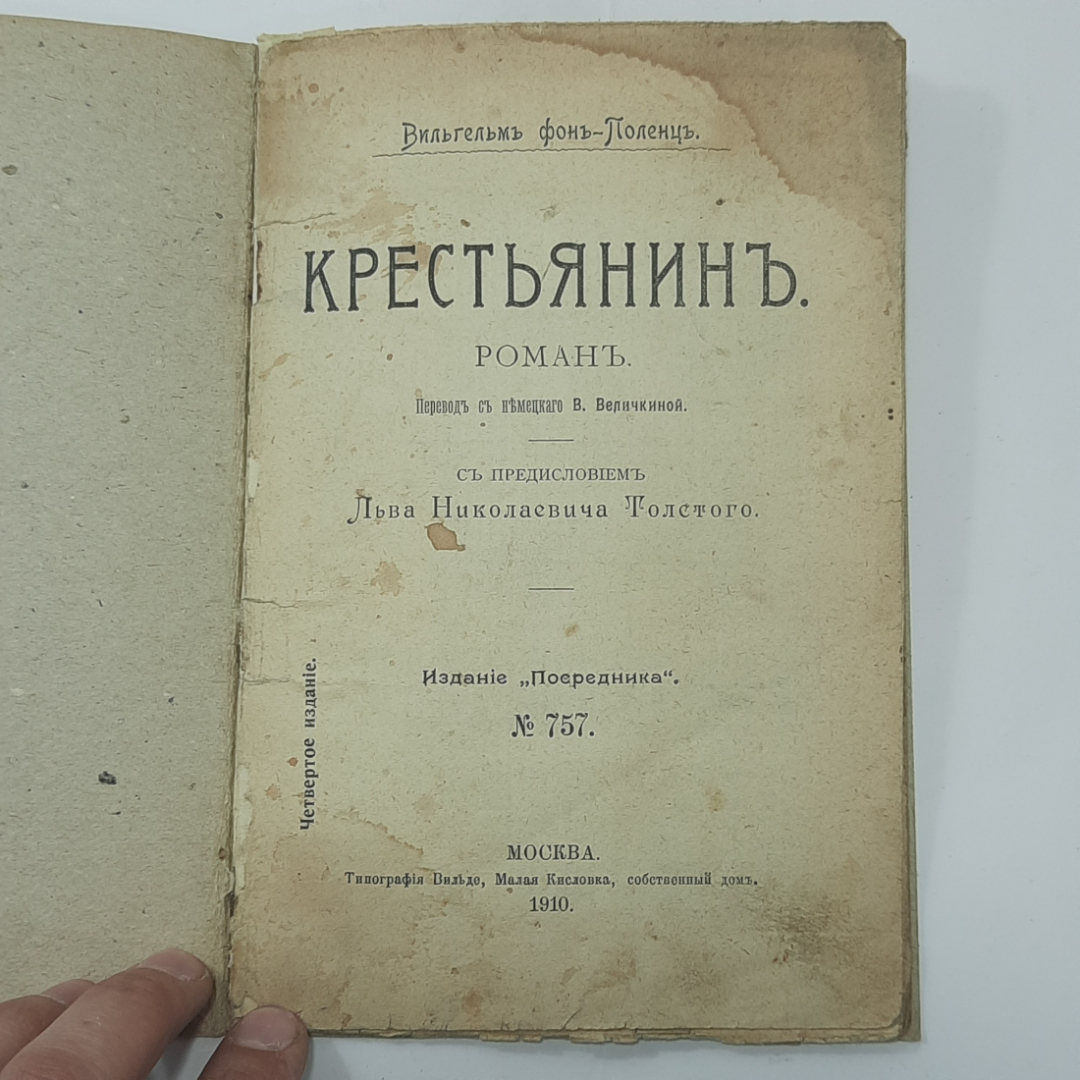 Вильгельмъ фонъ-Поленцъ.
КРЕСТЬЯНИНЪ.
РОМАНЪ.
Переводъ съ нѣмецкаго В. Величкиной.
СЪ ПРЕДИСЛОВІЕМЪ
Льва Николаевича Толстого.
Изданіе „Посредника“.
№ 757.
Четвертое изданіе.
МОСКВА.
Типографія Вильде, Малая Кисловка, собственный домъ.
1910.